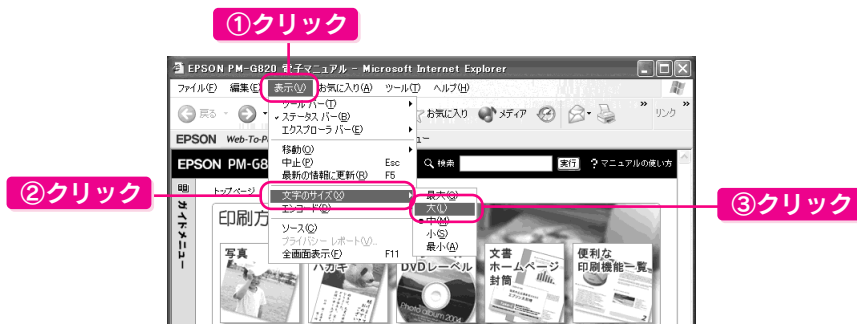 ①クリック
EPSON PM-G820 電子マニュアル - Microsoft Internet Explorer
ファイル(F) 編集(E) 表示(V) お気に入り(A) ツール(T) ヘルプ(H)
戻る お気に入り メディア » リンク »
ツール バー(T)
ステータス バー(B)
エクスプローラ バー(E)
EPSON Web-To-P
移動(O)
中止(P) Esc
最新の情報に更新(R) F5
EPSON PM-G8 検索 実行 ?マニュアルの使い方
②クリック
文字のサイズ(X)
エンコード(D)
ソース(C)
プライバシー レポート(V)...
全画面表示(F) F11
最大(G)
大(L)
中(M)
小(S)
最小(A)
③クリック
トップページ
ガイドメニュー
印刷方
写真
ハガキ
DVDレーベル
Photo album 2004
文書
ホームページ
封筒
便利な
印刷機能一覧